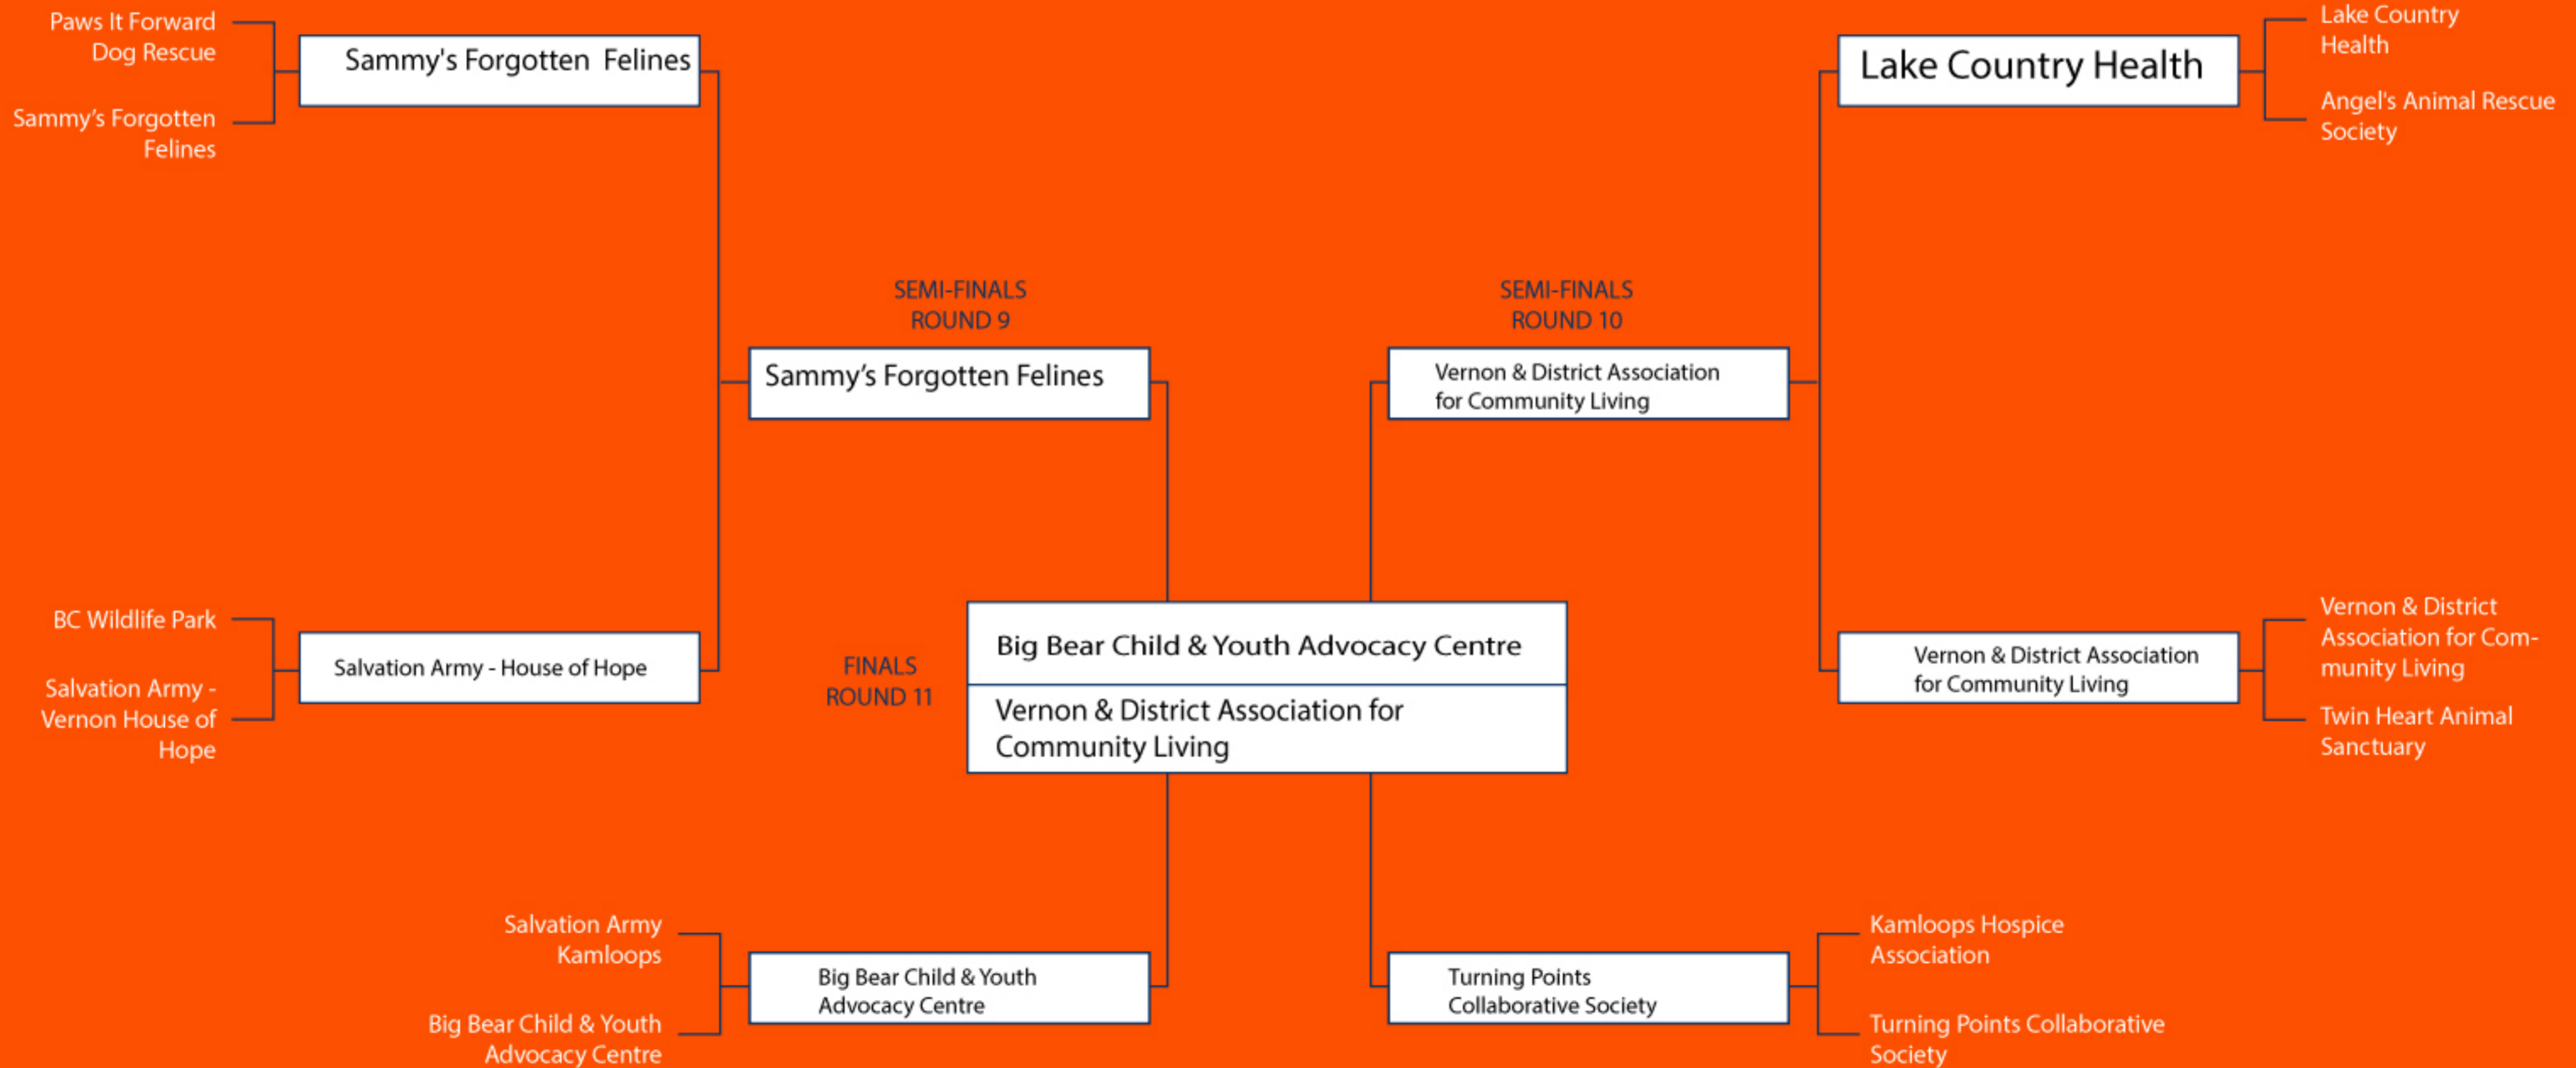 Paws It Forward
Dog Rescue
Sammy's Forgotten  Felines
Sammy’s Forgotten
Felines
Lake Country Health
Lake Country
Health
Angel's Animal Rescue
Society
SEMI-FINALS
ROUND 9
Sammy’s Forgotten Felines
SEMI-FINALS
ROUND 10
Vernon & District Association
for Community Living
BC Wildlife Park
Salvation Army -
Vernon House of
Hope
Salvation Army - House of Hope
FINALS
ROUND 11
Big Bear Child & Youth Advocacy Centre
Vernon & District Association for
Community Living
Vernon & District Association
for Community Living
Vernon & District
Association for Com-
munity Living
Twin Heart Animal
Sanctuary
Salvation Army
Kamloops
Big Bear Child & Youth
Advocacy Centre
Big Bear Child & Youth
Advocacy Centre
Turning Points
Collaborative Society
Kamloops Hospice
Association
Turning Points Collaborative
Society